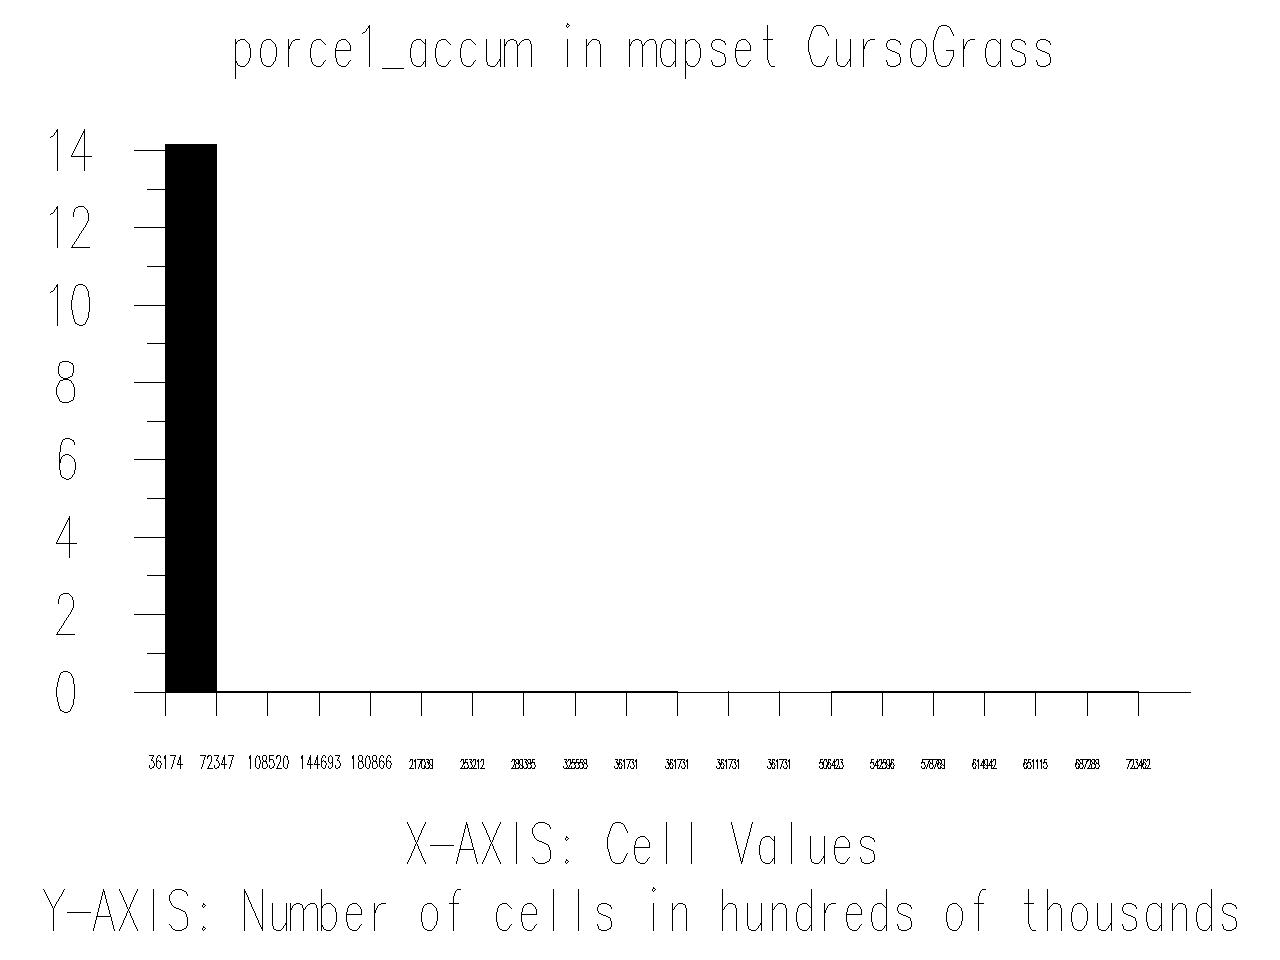 porce1_accum in mapset CursoGrass
14
12
10
8
6
4
2
0
36174 72347 108520 144693 180866 217039 253212 289385 325558 361731 361731 361731 361731 506423 542596 578769 614942 651115 687288 723462
X-AXIS: Cell Values
Y-AXIS: Number of cells in hundreds of thousands